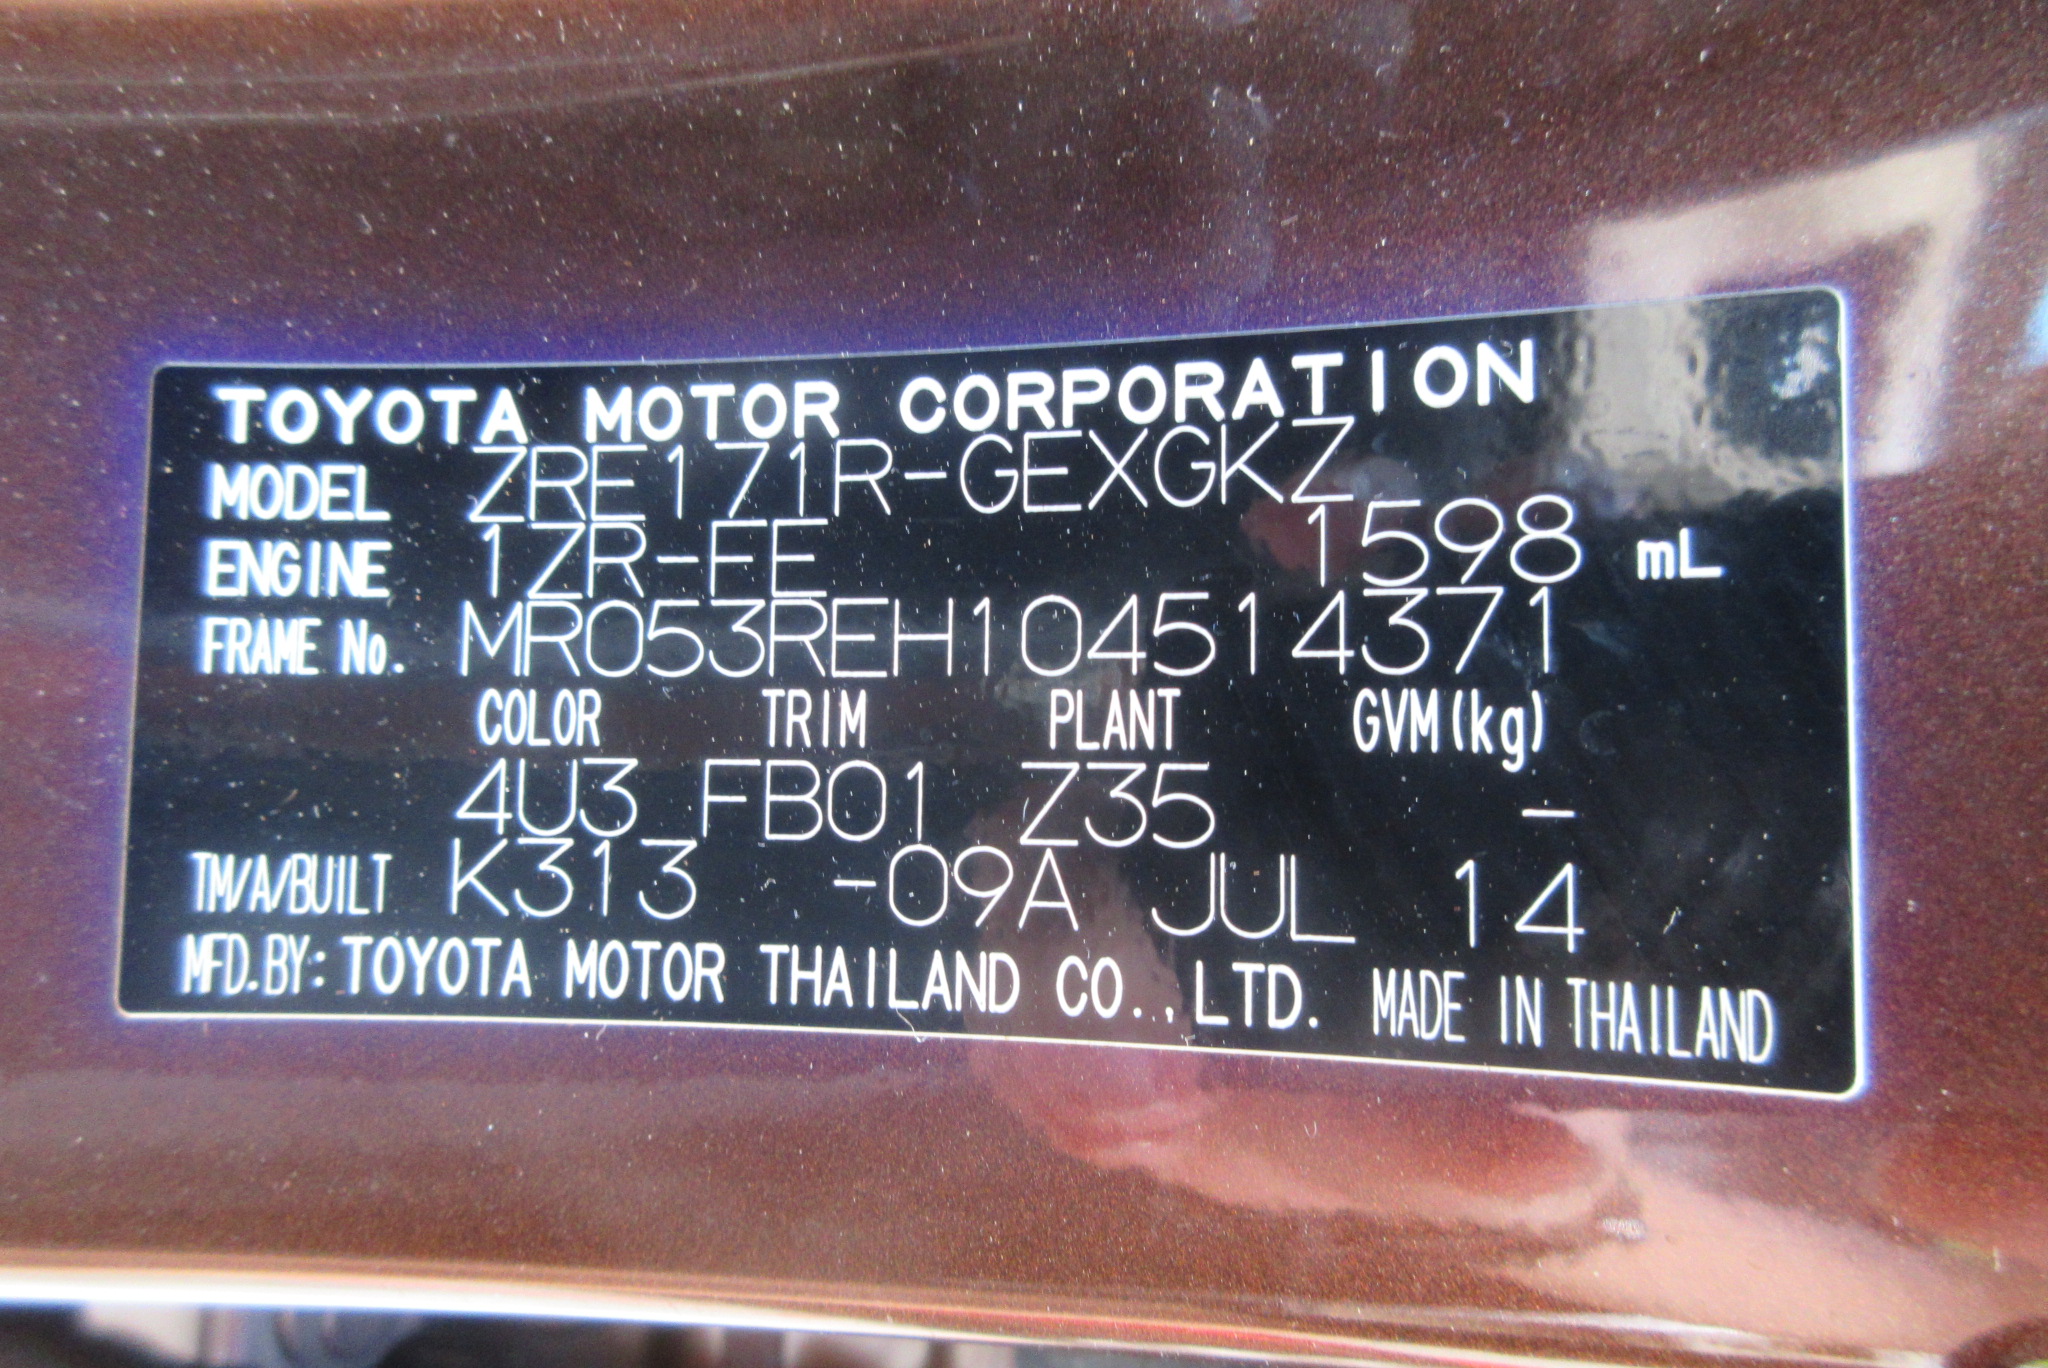 TOYOTA MOTOR CORPORATION
MODEL ZRE171R-GEXGKZ
ENGINE 1ZR-FE 1598 mL
FRAME No. MR053REH104514371
COLOR TRIM PLANT GVM(kg)
4U3 FB01 Z35 -
TM/A/BUILT K313 -09A JUL 14
MFD.BY: TOYOTA MOTOR THAILAND CO.,LTD. MADE IN THAILAND